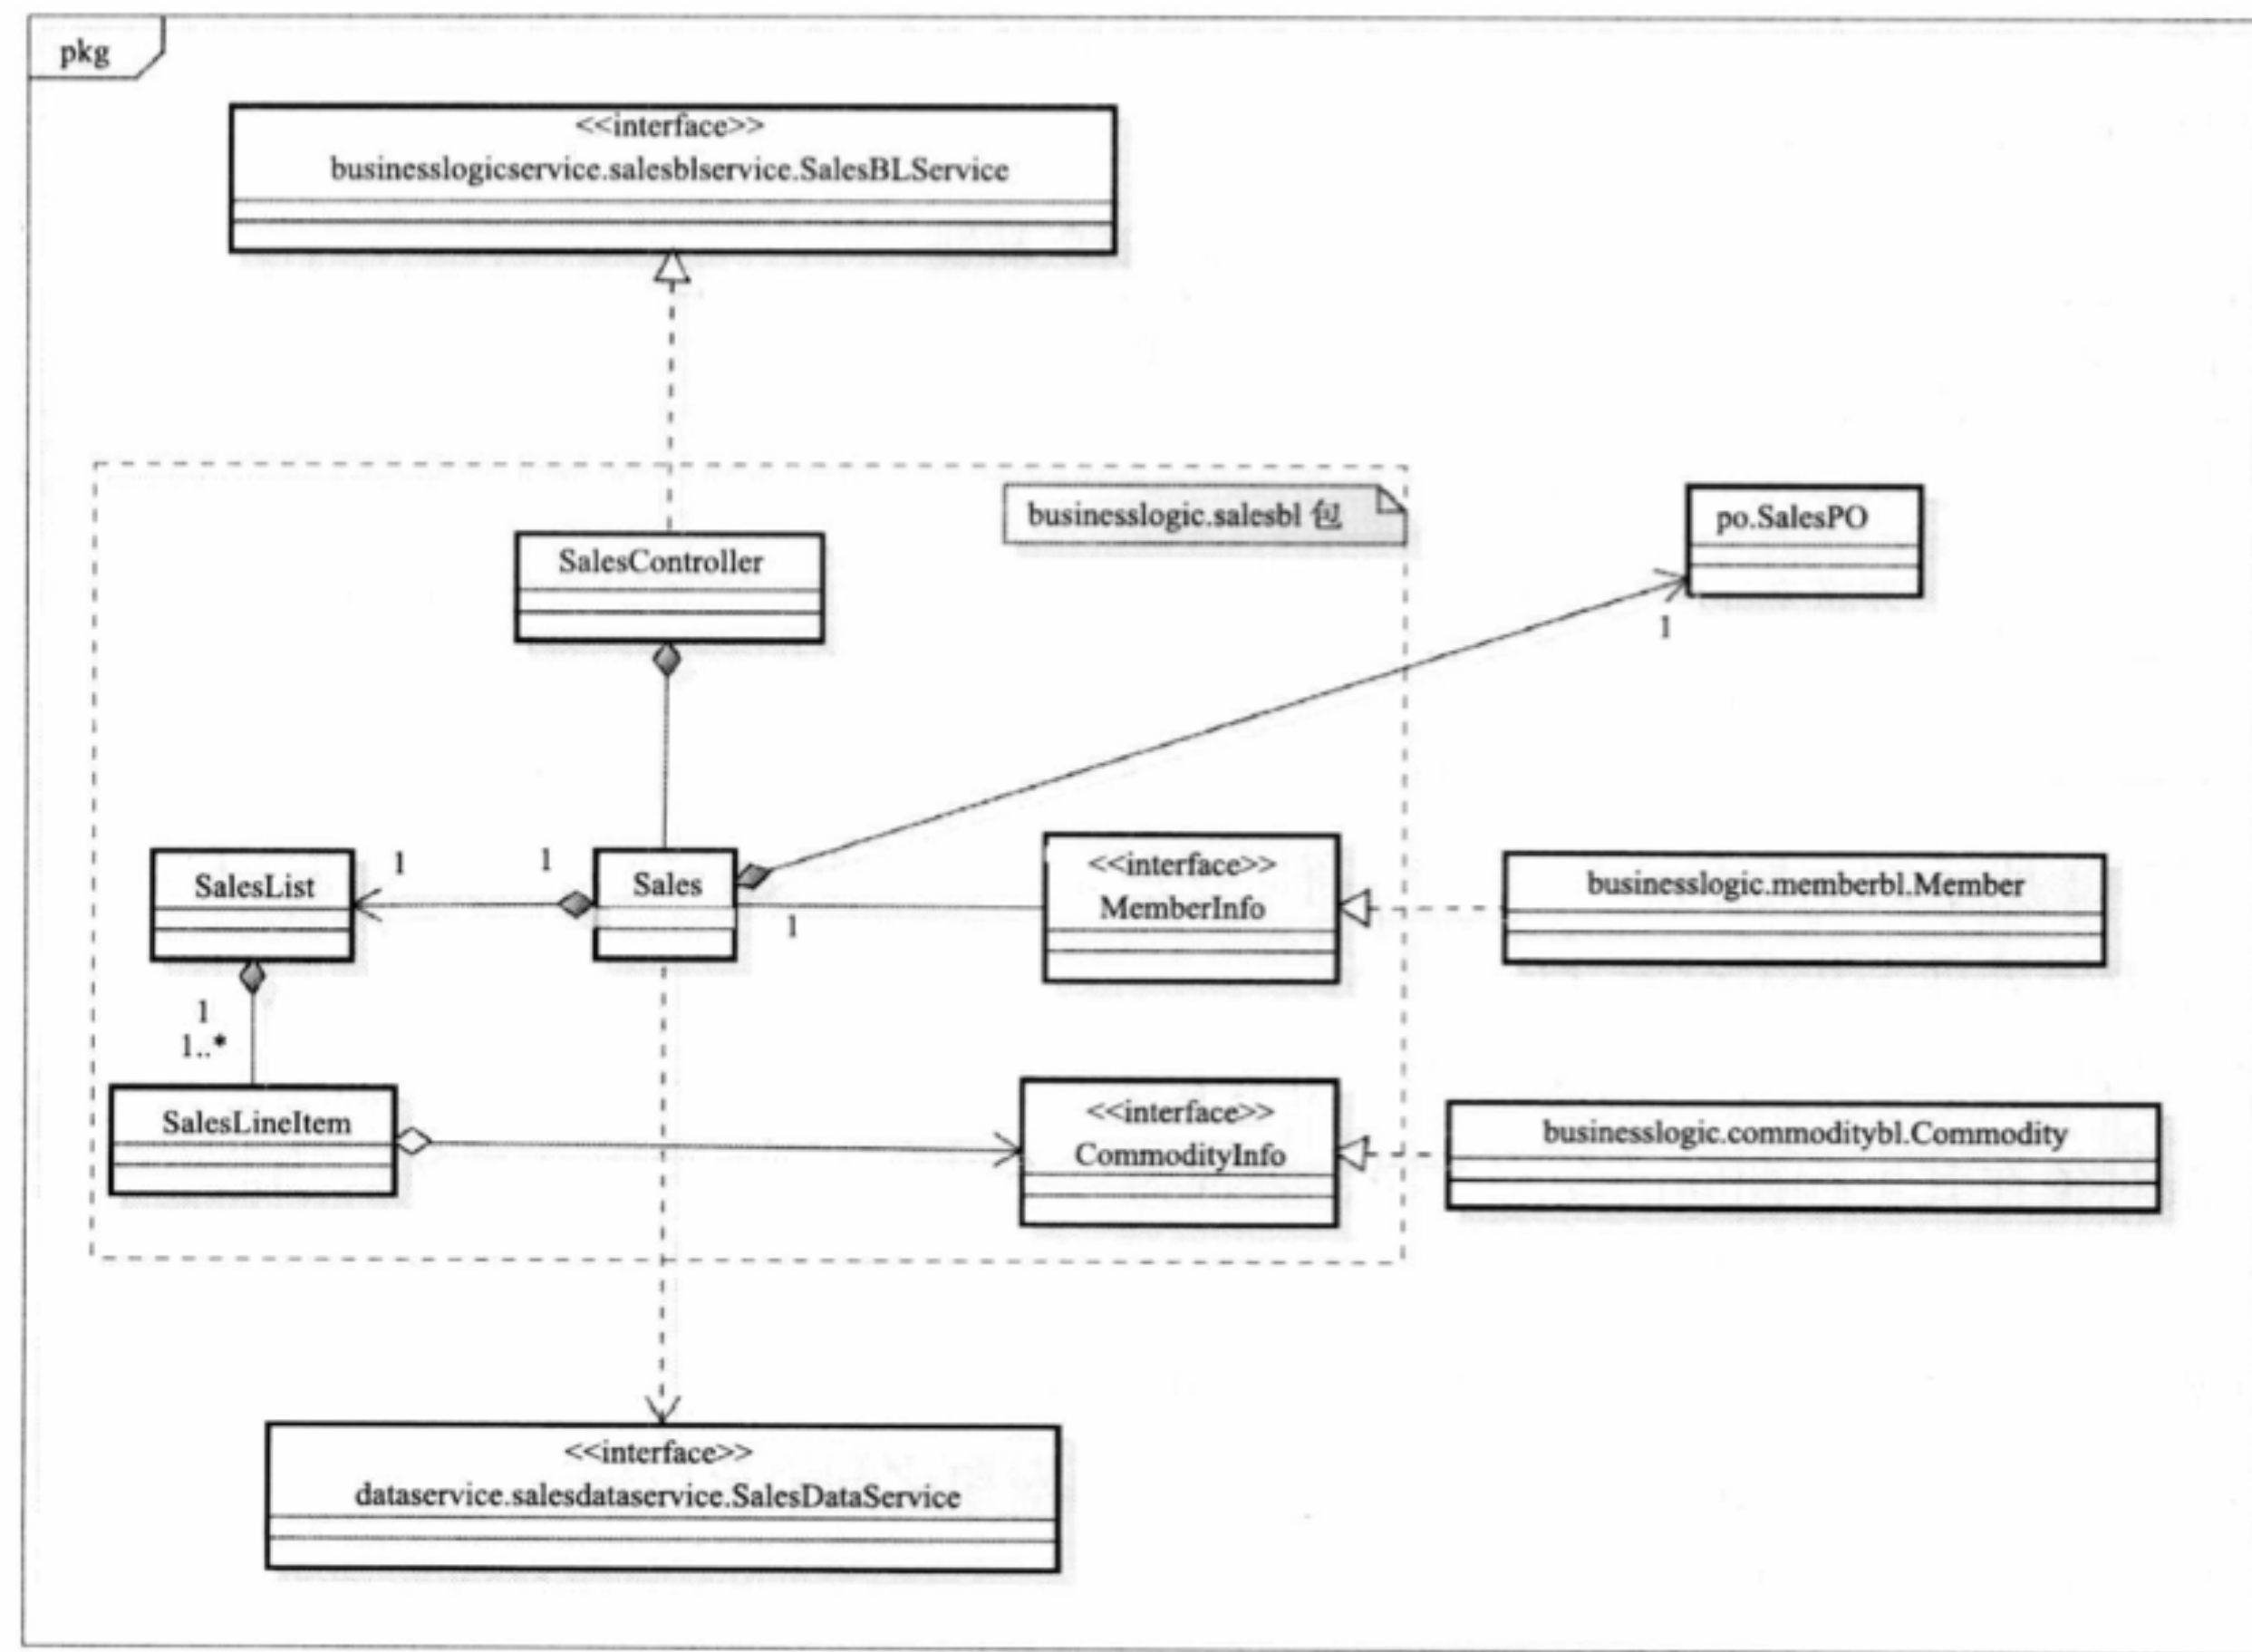 pkg
<<interface>>
businesslogicservice.salesblservice.SalesBLService
businesslogic.salesbl 包
po.SalesPO
SalesController
1
1
1
<<interface>>
MemberInfo
businesslogic.memberbl.Member
SalesList
Sales
1
1
1..*
<<interface>>
CommodityInfo
businesslogic.commoditybl.Commodity
SalesLineItem
<<interface>>
dataservice.salesdataservice.SalesDataService